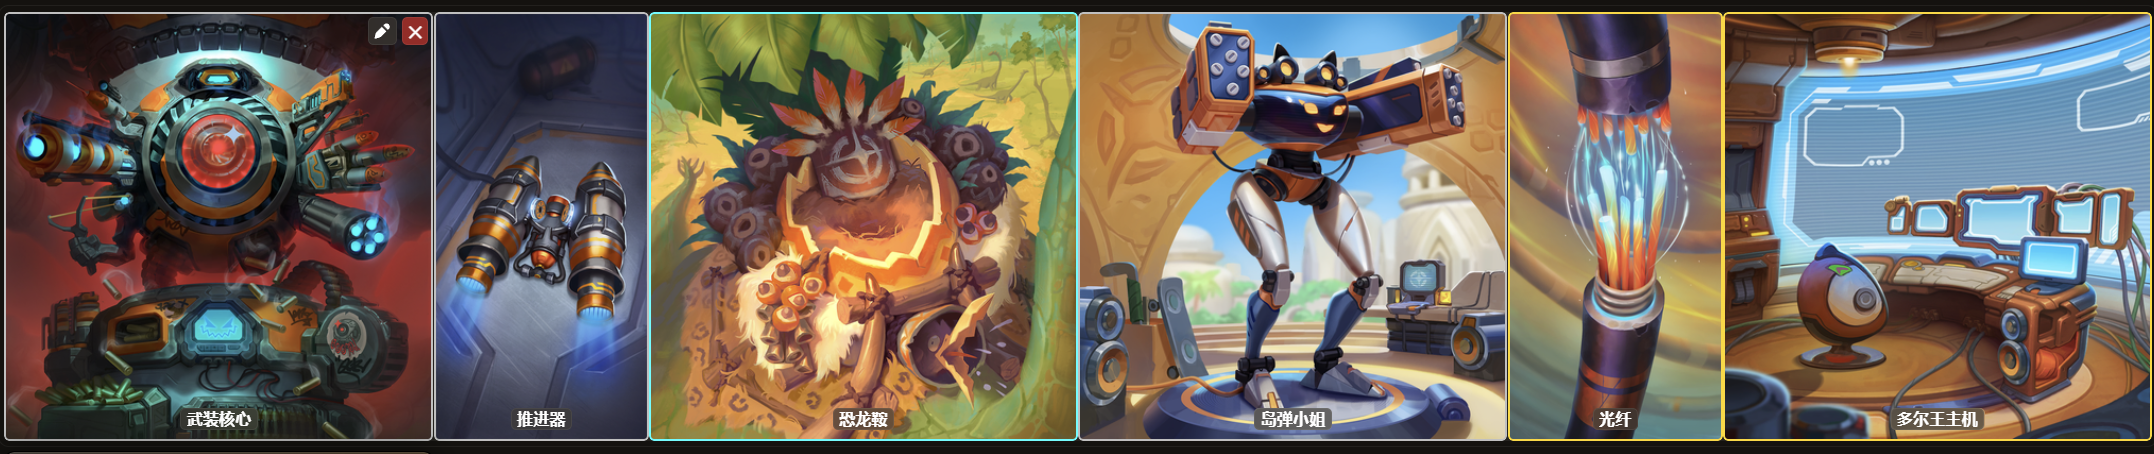 武装核心
推进器
恐龙鞍
岛弹小姐
光纤
多尔王主机